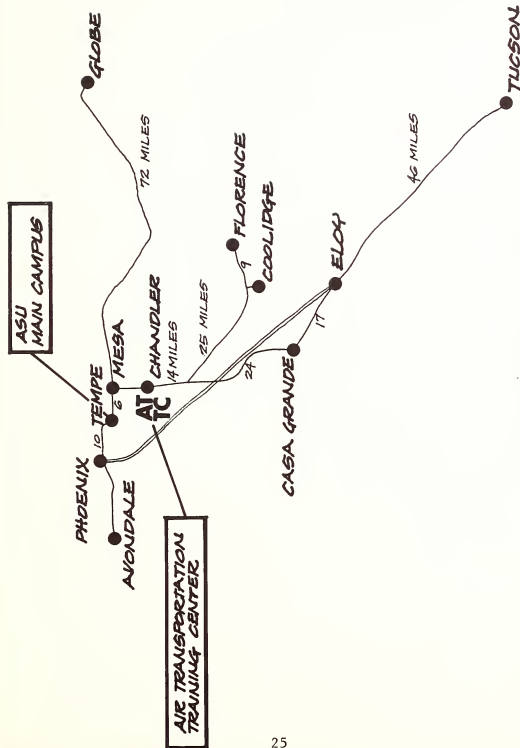 ASU
MAIN CAMPUS
GLOBE
72 MILES
PHOENIX
10
TEMPE
6
MESA
AVONDALE
AT
TC
CHANDLER
14 MILES
AIR TRANSPORTATION
TRAINING CENTER
25 MILES
FLORENCE
9
COOLIDGE
24
CASA GRANDE
17
ELOY
46 MILES
TUCSON
25